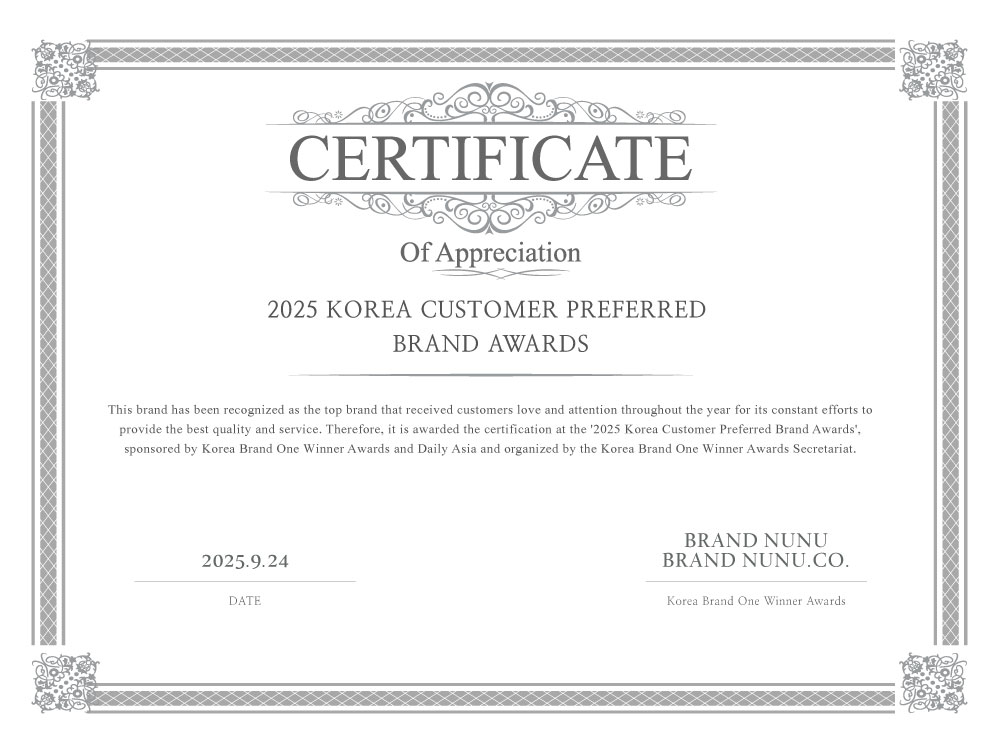 CERTIFICATE
Of Appreciation
2025 KOREA CUSTOMER PREFERRED
BRAND AWARDS
This brand has been recognized as the top brand that received customers love and attention throughout the year for its constant efforts to
provide the best quality and service. Therefore, it is awarded the certification at the '2025 Korea Customer Preferred Brand Awards',
sponsored by Korea Brand One Winner Awards and Daily Asia and organized by the Korea Brand One Winner Awards Secretariat.
2025.9.24
DATE
BRAND NUNU
BRAND NUNU.CO.
Korea Brand One Winner Awards